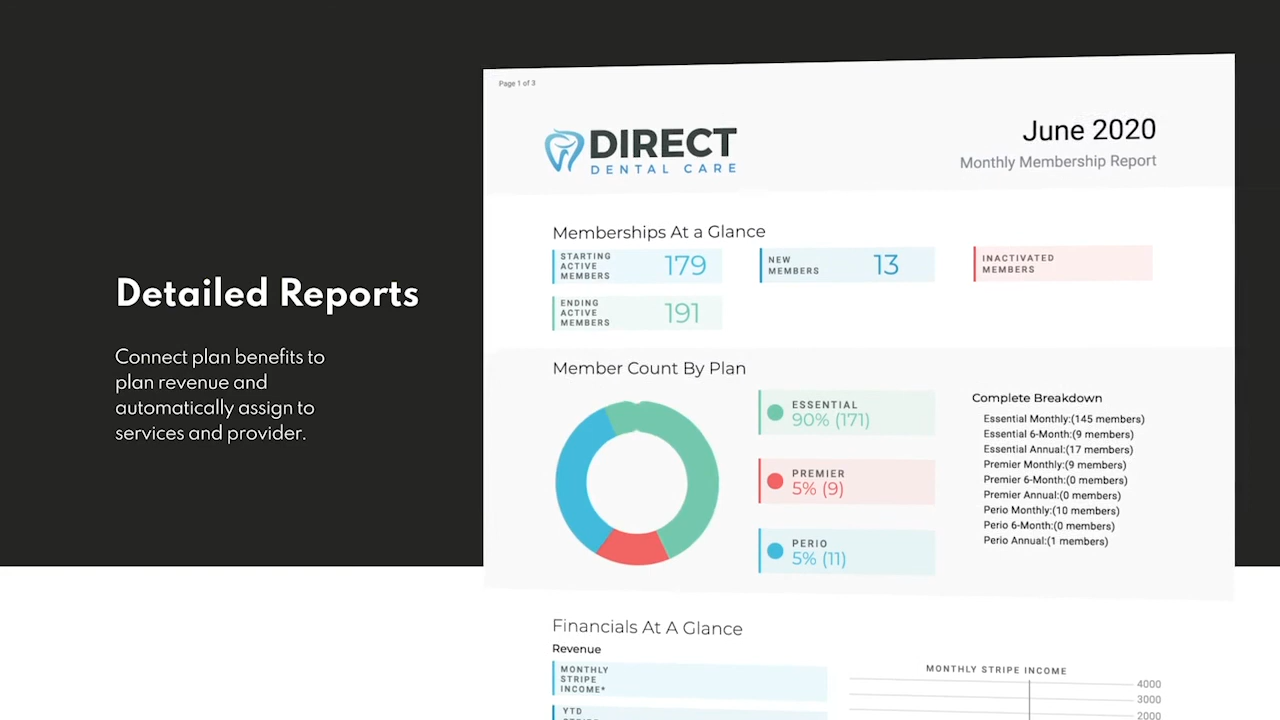 Page 1 of 3
DIRECT
DENTAL CARE
June 2020
Monthly Membership Report
Detailed Reports
Connect plan benefits to
plan revenue and
automatically assign to
services and provider.
Memberships At a Glance
STARTING
ACTIVE
MEMBERS
179
NEW
MEMBERS
13
INACTIVATED
MEMBERS
ENDING
ACTIVE
MEMBERS
191
Member Count By Plan
ESSENTIAL
90% (171)
PREMIER
5% (9)
PERIO
5% (11)
Complete Breakdown
Essential Monthly:(145 members)
Essential 6-Month:(9 members)
Essential Annual:(17 members)
Premier Monthly:(9 members)
Premier 6-Month:(0 members)
Premier Annual:(0 members)
Perio Monthly:(10 members)
Perio 6-Month:(0 members)
Perio Annual:(1 members)
Financials At A Glance
Revenue
MONTHLY
STRIPE
INCOME*
YTD
MONTHLY STRIPE INCOME
4000
3000
2000